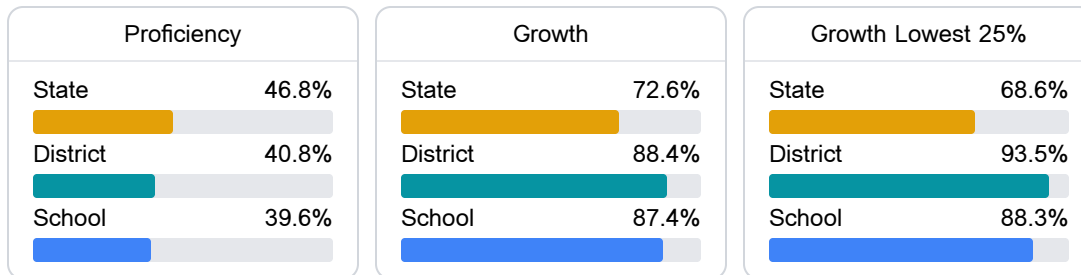 Proficiency
State 46.8%
District 40.8%
School 39.6%
Growth
State 72.6%
District 88.4%
School 87.4%
Growth Lowest 25%
State 68.6%
District 93.5%
School 88.3%